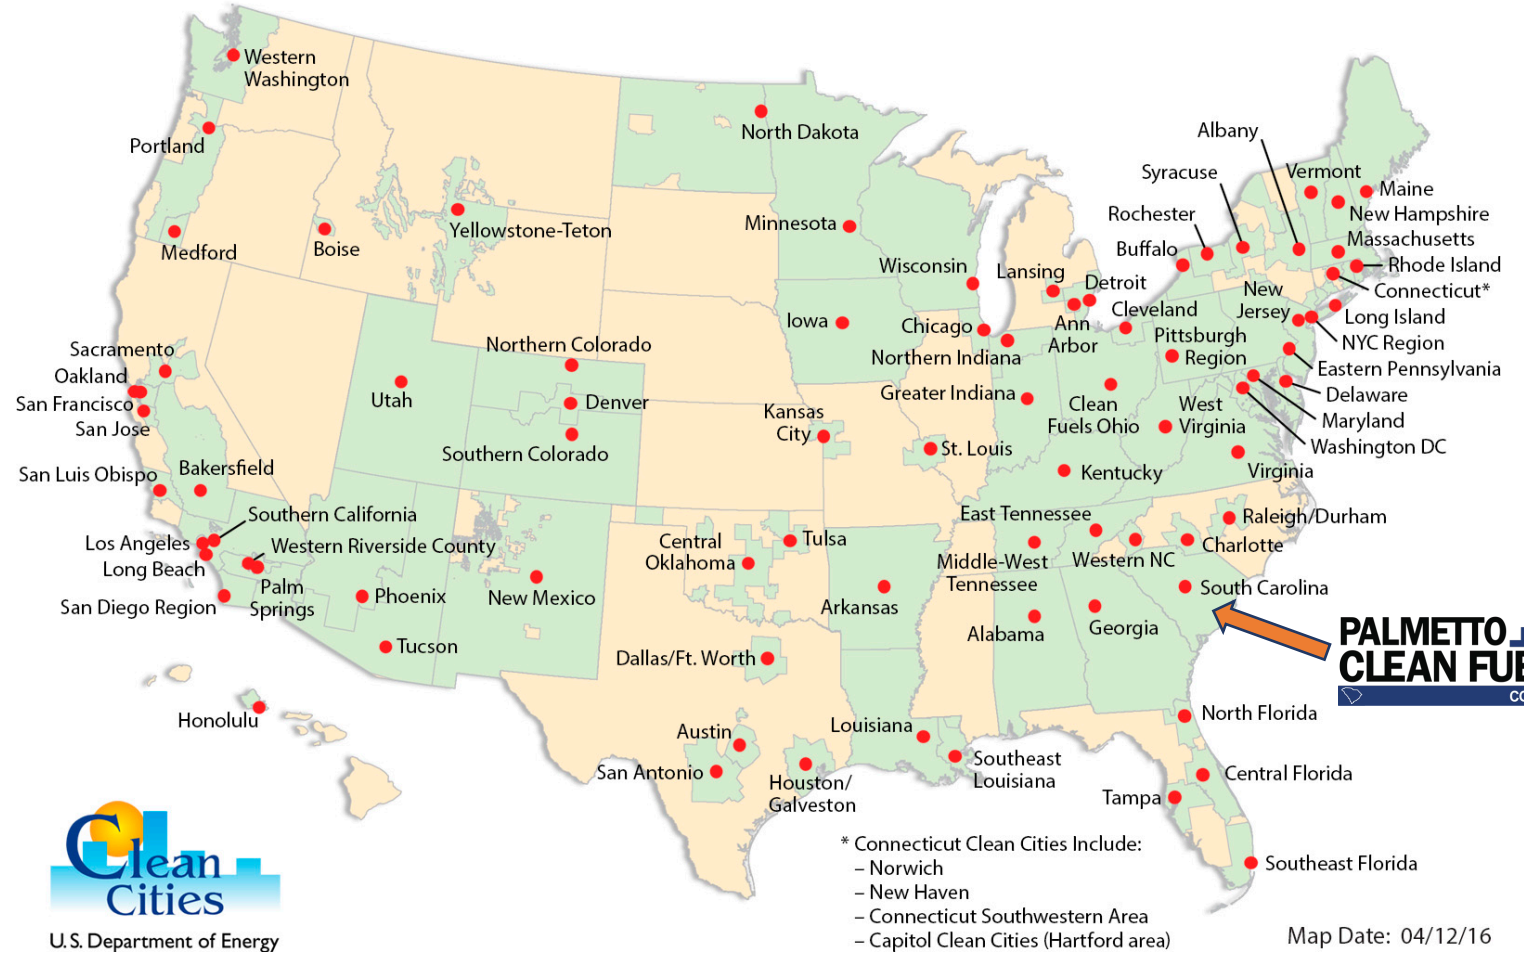 Western
Washington
Portland
Medford
Boise
Yellowstone-Teton
North Dakota
Minnesota
Wisconsin
Iowa
Chicago
Northern Indiana
Greater Indiana
Lansing
Detroit
Ann
Arbor
Cleveland
Albany
Syracuse
Rochester
Buffalo
Vermont
Maine
New Hampshire
Massachusetts
Rhode Island
Connecticut*
New
Jersey
Long Island
NYC Region
Pittsburgh
Region
Eastern Pennsylvania
Delaware
Maryland
Washington DC
West
Virginia
Virginia
Clean
Fuels Ohio
Kentucky
Sacramento
Oakland
San Francisco
San Jose
San Luis Obispo
Bakersfield
Southern California
Los Angeles
Western Riverside County
Long Beach
Palm
Springs
San Diego Region
Utah
Northern Colorado
Denver
Southern Colorado
Kansas
City
St. Louis
Phoenix
Tucson
New Mexico
Central
Oklahoma
Tulsa
Arkansas
East Tennessee
Middle-West
Tennessee
Western NC
Raleigh/Durham
Charlotte
South Carolina
Alabama
Georgia
PALMETTO
CLEAN FUE
CO
Dallas/Ft. Worth
Austin
San Antonio
Houston/
Galveston
Louisiana
Southeast
Louisiana
North Florida
Central Florida
Tampa
Southeast Florida
Honolulu
Clean
Cities
U.S. Department of Energy
* Connecticut Clean Cities Include:
– Norwich
– New Haven
– Connecticut Southwestern Area
– Capitol Clean Cities (Hartford area)
Map Date: 04/12/16